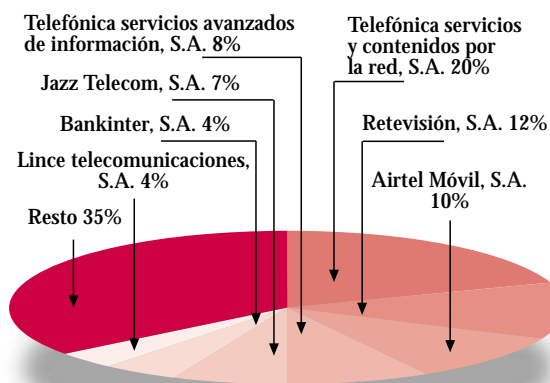 Telefónica servicios avanzados
de información, S.A. 8%
Telefónica servicios
y contenidos por
la red, S.A. 20%
Jazz Telecom, S.A. 7%
Bankinter, S.A. 4%
Retevisión, S.A. 12%
Lince telecomunicaciones,
S.A. 4%
Airtel Móvil, S.A.
10%
Resto 35%